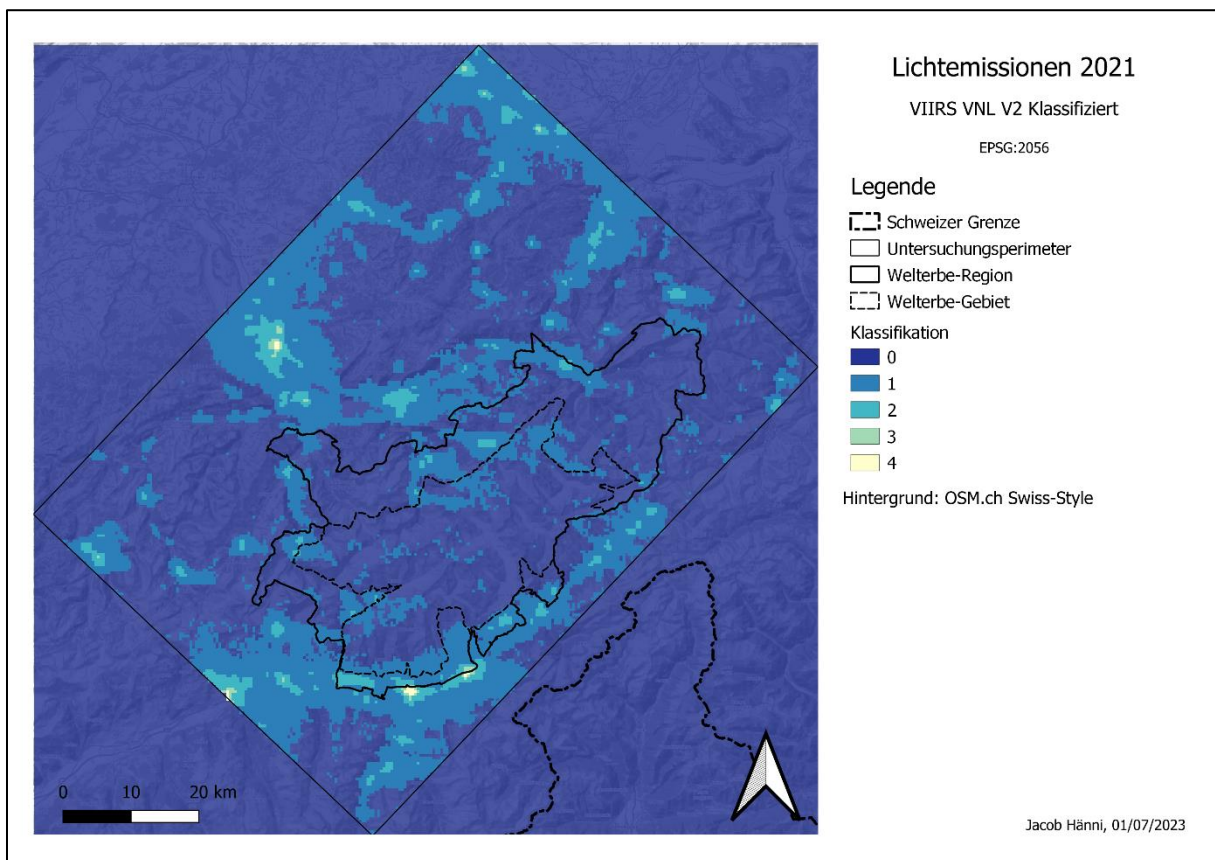 Lichtemissionen 2021
VIIRS VNL V2 Klassifiziert
EPSG:2056
Legende
Schweizer Grenze
Untersuchungsperimeter
Welterbe-Region
Welterbe-Gebiet
Klassifikation
0
1
2
3
4
Hintergrund: OSM.ch Swiss-Style
0 10 20 km
Jacob Hänni, 01/07/2023